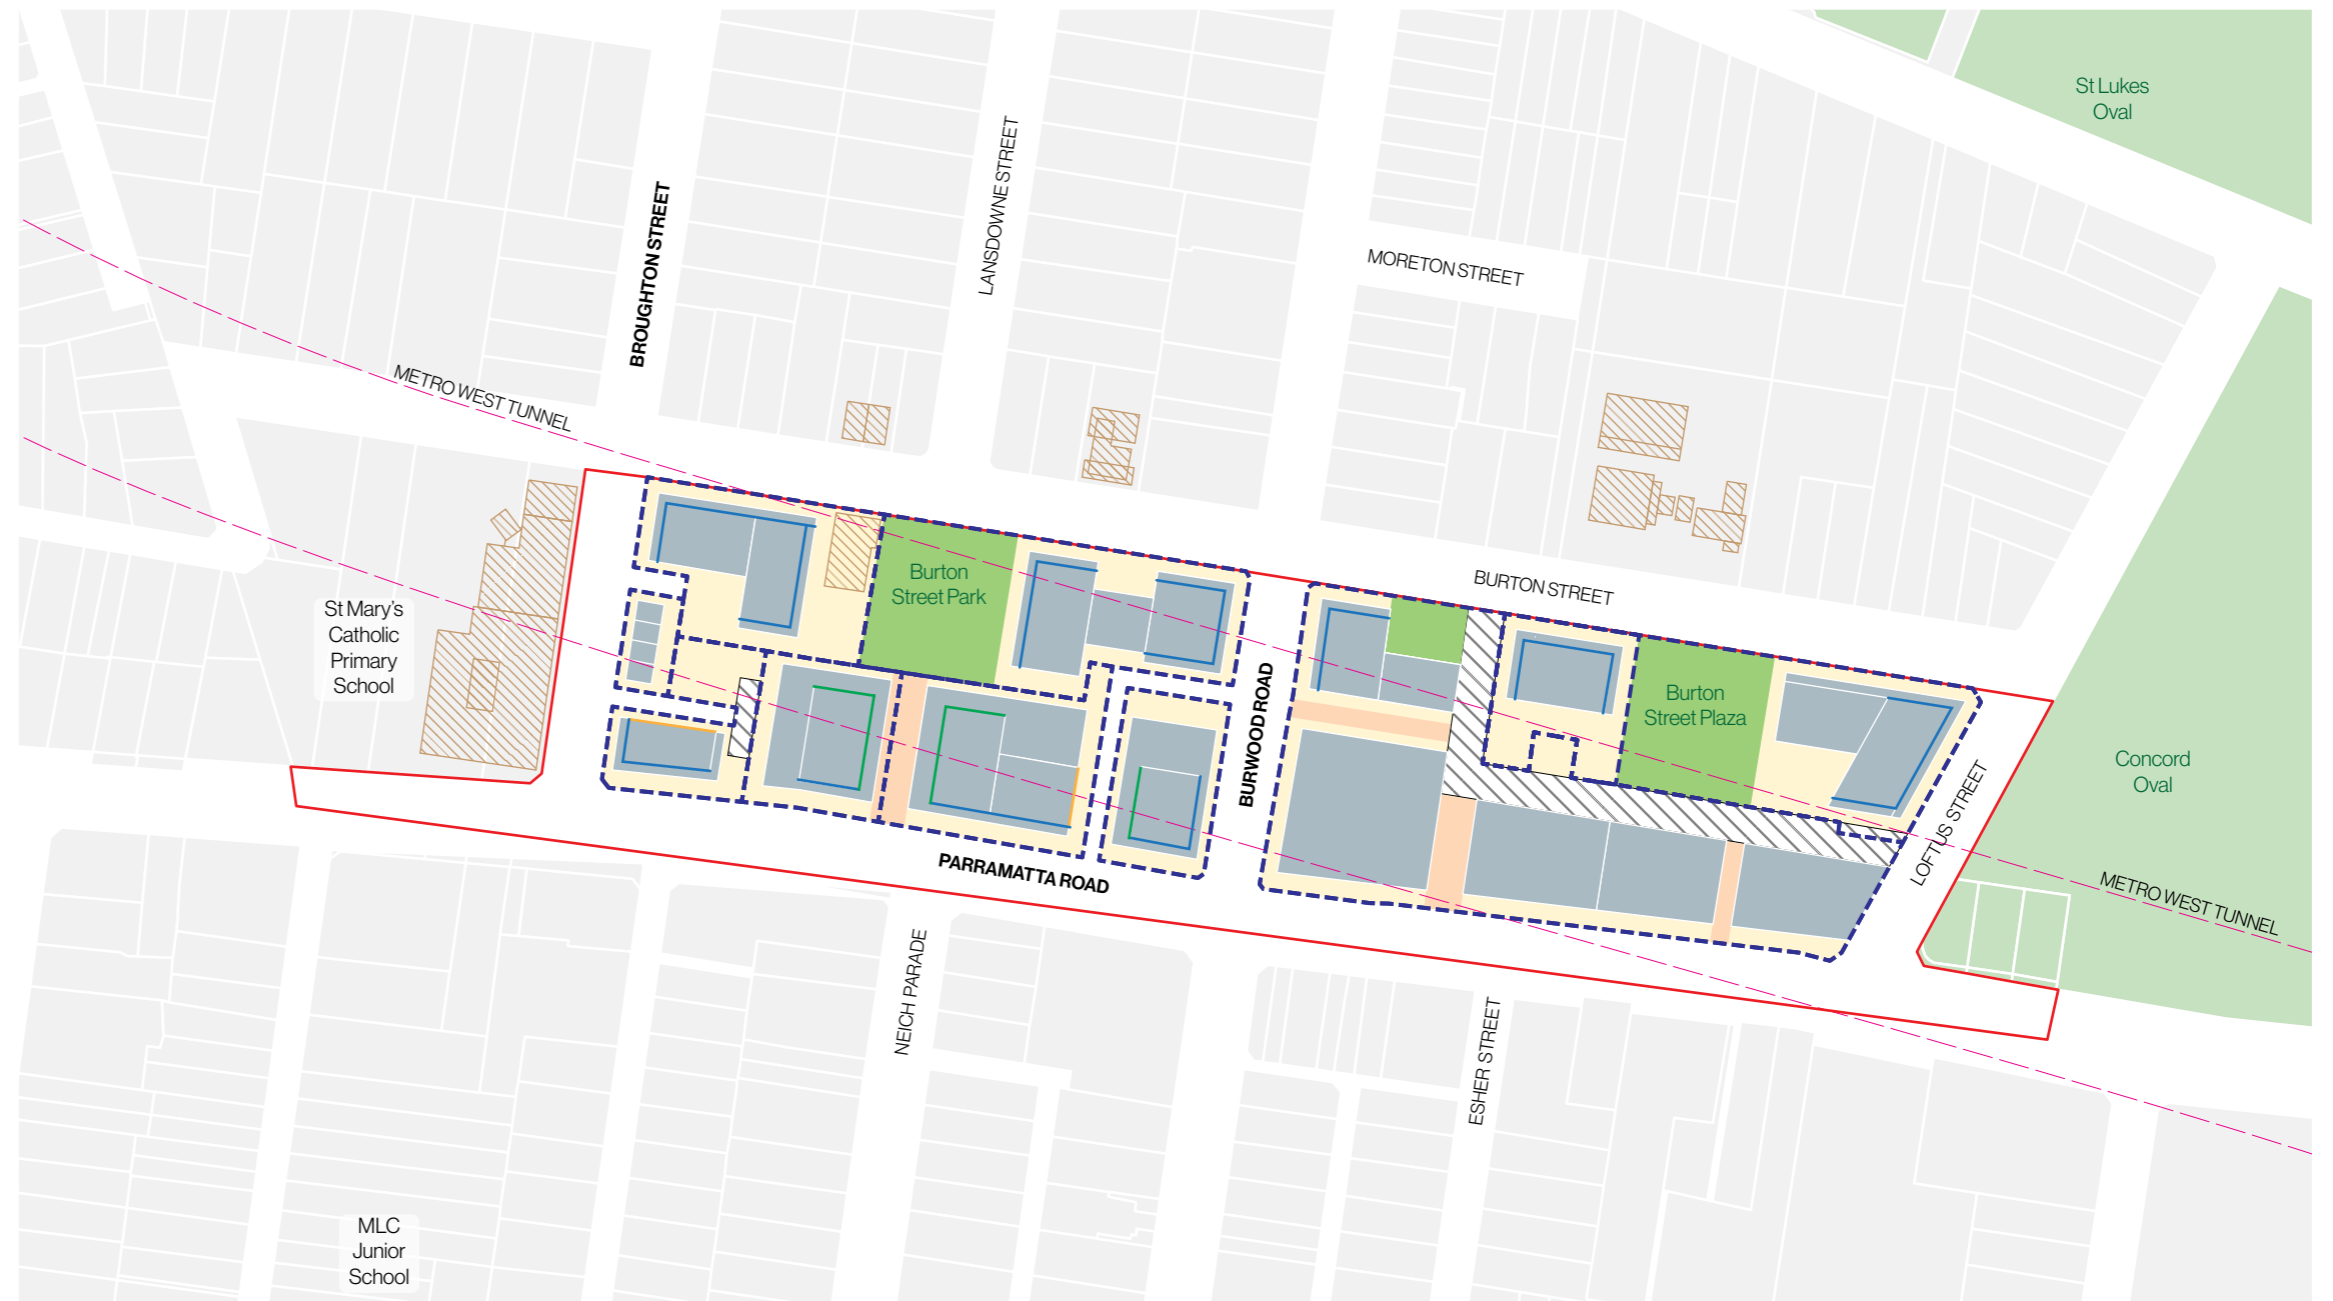 St Lukes
Oval
BROUGHTON STREET
LANSDOWNE STREET
MORETON STREET
METRO WEST TUNNEL
Burton
Street Park
BURTON STREET
St Mary's
Catholic
Primary
School
Burton
Street Plaza
BURWOOD ROAD
Concord
Oval
LOFTUS STREET
PARRAMATTA ROAD
METRO WEST TUNNEL
NEICH PARADE
ESHER STREET
MLC
Junior
School